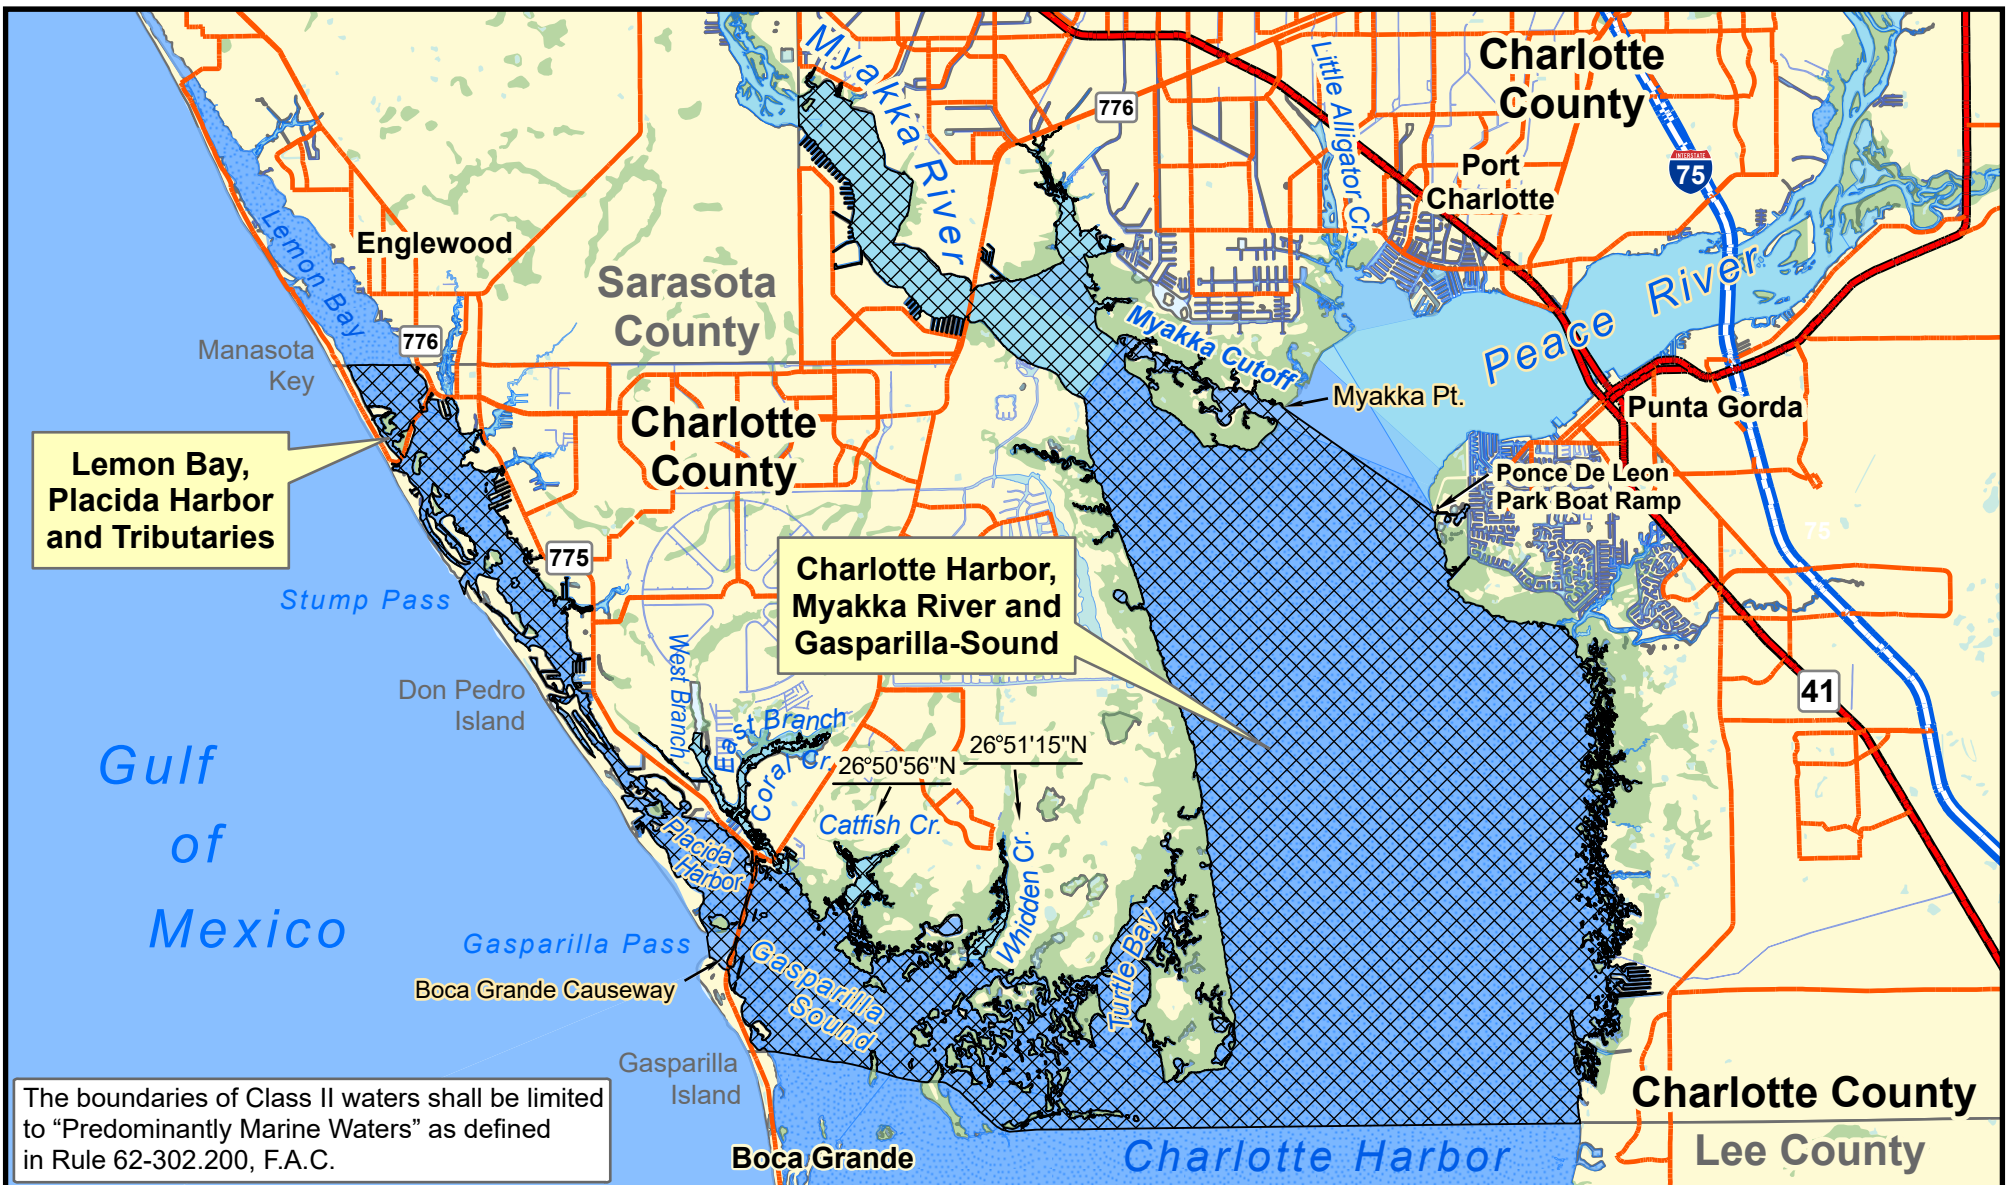 Myakka River
776
Little Alligator Cr.
Charlotte
County
INTERSTATE
75
Port
Charlotte
Lemon Bay
Englewood
Sarasota
County
Peace River
Manasota
Key
776
Myakka Cutoff
Myakka Pt.
Punta Gorda
Charlotte
County
Lemon Bay,
Placida Harbor
and Tributaries
Ponce De Leon
Park Boat Ramp
75
775
Charlotte Harbor,
Myakka River and
Gasparilla-Sound
Stump Pass
West Branch
Don Pedro
Island
41
East Branch
Coral Cr.
26°51'15"N
26°50'56"N
Gulf
of
Mexico
Catfish Cr.
Whidden Cr.
Placida
Harbor
Turtle Bay
Gasparilla Pass
Gasparilla
Sound
Boca Grande Causeway
Gasparilla
Island
The boundaries of Class II waters shall be limited
to “Predominantly Marine Waters” as defined
in Rule 62-302.200, F.A.C.
Charlotte County
Lee County
Boca Grande
Charlotte Harbor